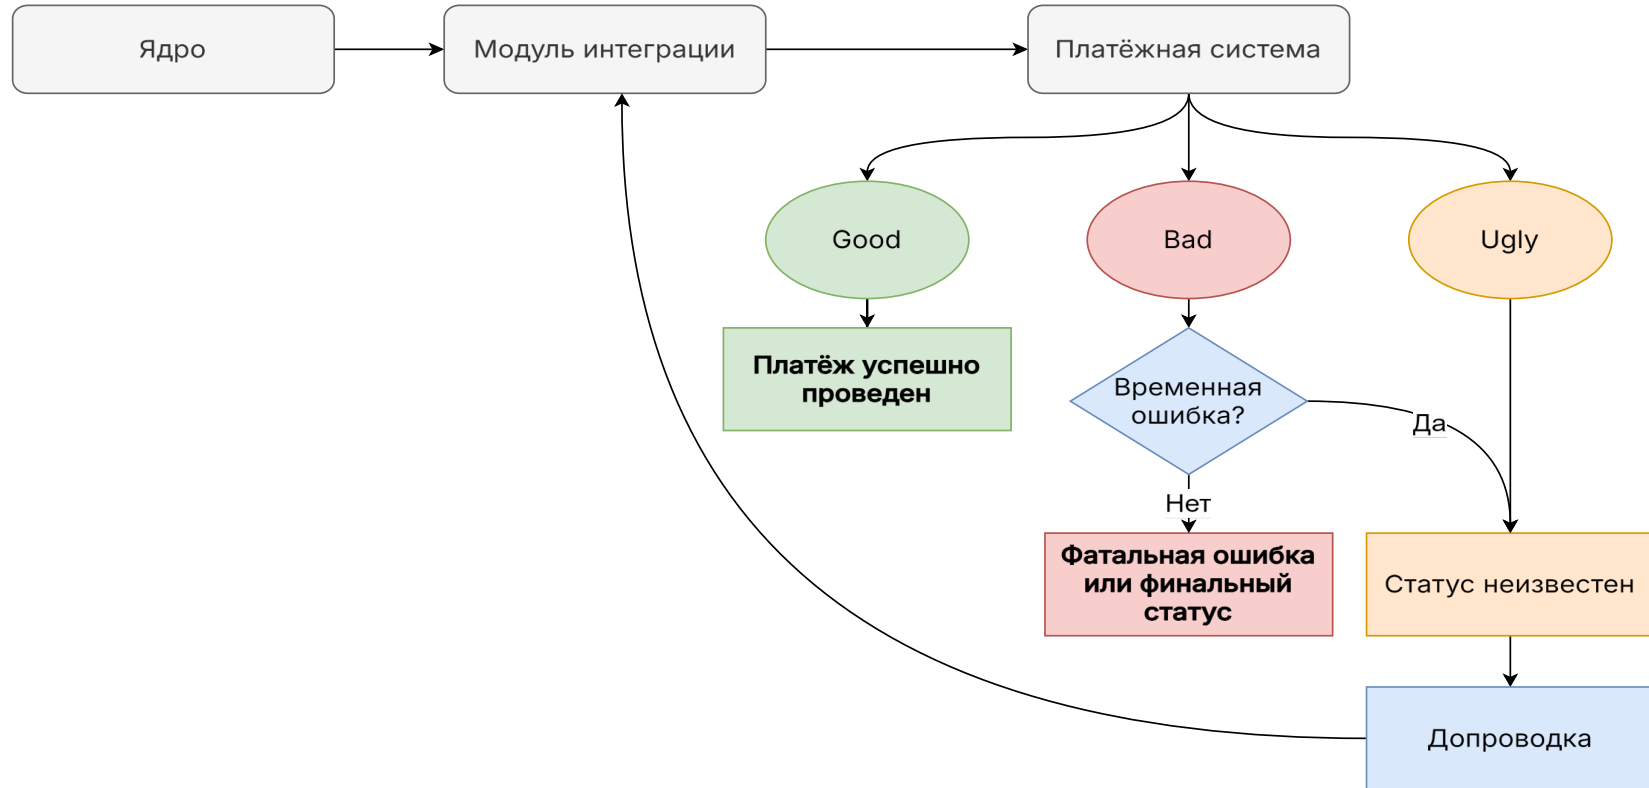 Ядро
Модуль интеграции
Платёжная система
Good
Bad
Ugly
Платёж успешно
проведен
Временная
ошибка?
Да
Нет
Фатальная ошибка
или финальный
статус
Статус неизвестен
Допроводка